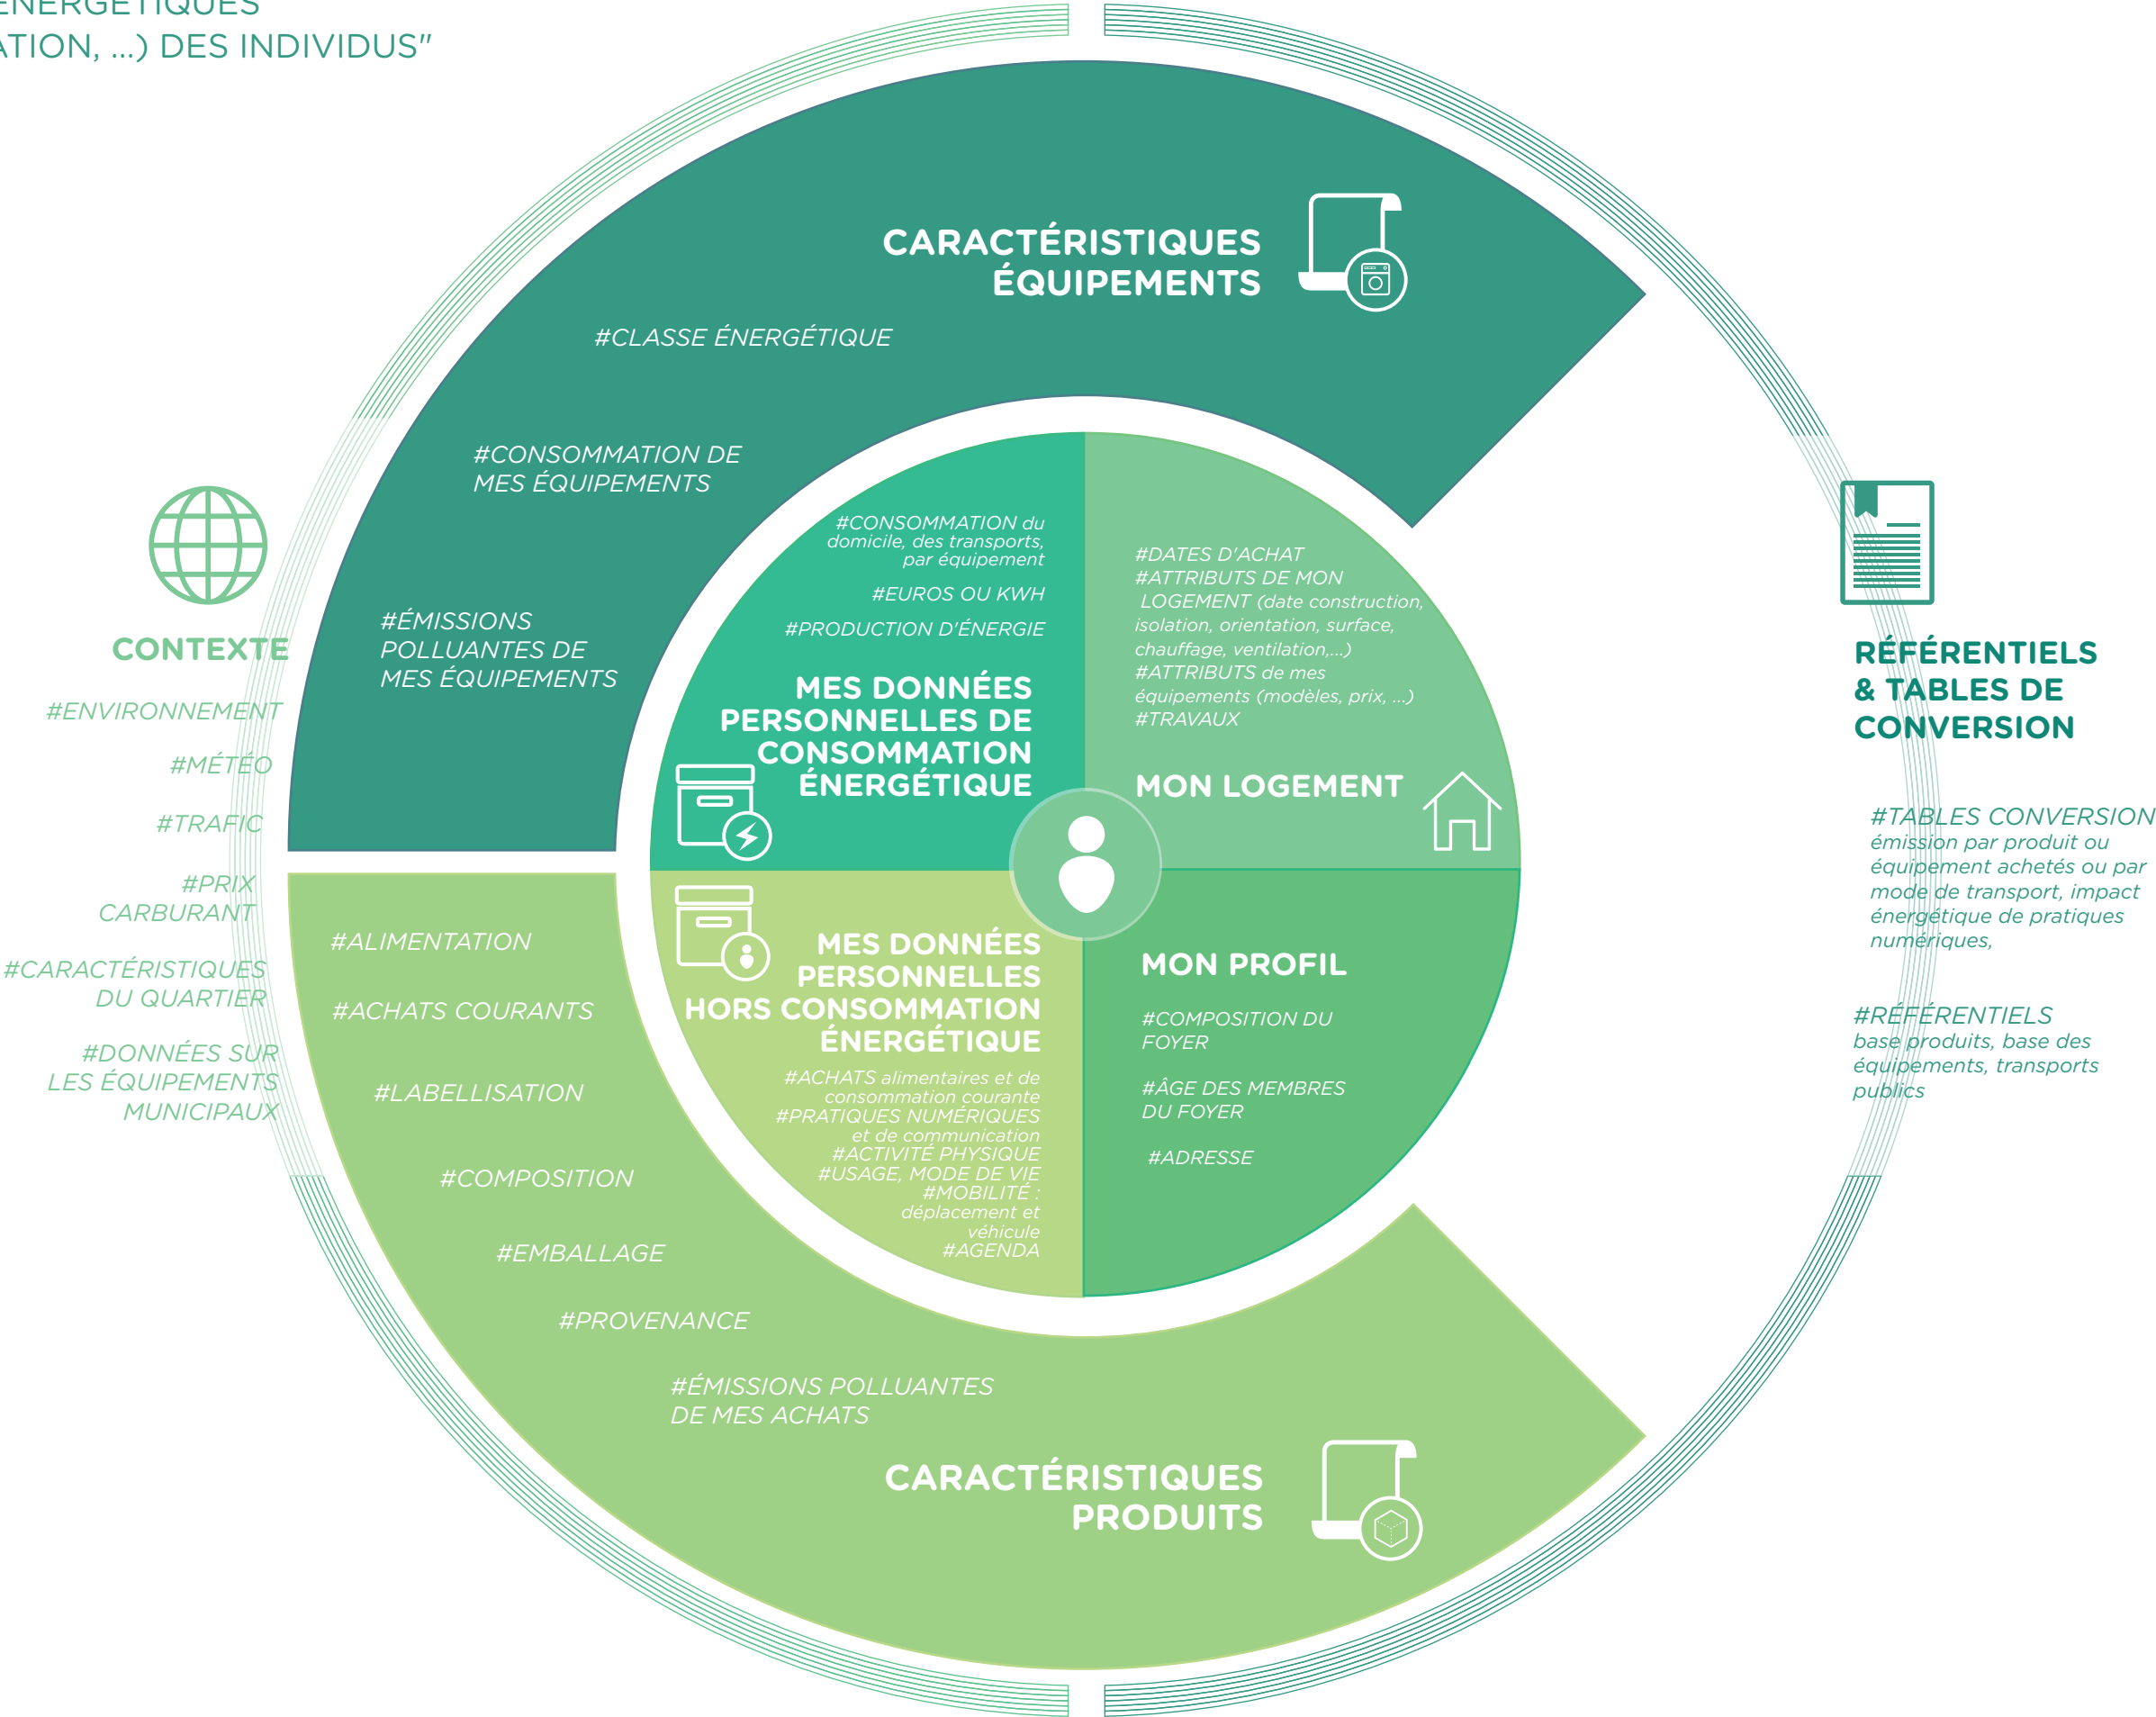 ÉNERGÉTIQUES
ATION, ...) DES INDIVIDUS"
CARACTÉRISTIQUES
ÉQUIPEMENTS
#CLASSE ÉNERGÉTIQUE
#CONSOMMATION DE
MES ÉQUIPEMENTS
#ÉMISSIONS
POLLUANTES DE
MES ÉQUIPEMENTS
#CONSOMMATION du
domicile, des transports,
par équipement
#EUROS OU KWH
#PRODUCTION D'ÉNERGIE
MES DONNÉES
PERSONNELLES DE
CONSOMMATION
ÉNERGÉTIQUE
#DATES D'ACHAT
#ATTRIBUTS DE MON
LOGEMENT (date construction,
isolation, orientation, surface,
chauffage, ventilation,...)
#ATTRIBUTS de mes
équipements (modèles, prix, ...)
#TRAVAUX
MON LOGEMENT
CONTEXTE
#ENVIRONNEMENT
#MÉTÉO
#TRAFIC
#PRIX
CARBURANT
#CARACTÉRISTIQUES
DU QUARTIER
#DONNÉES SUR
LES ÉQUIPEMENTS
MUNICIPAUX
RÉFÉRENTIELS
& TABLES DE
CONVERSION
#TABLES CONVERSION
émission par produit ou
équipement achetés ou par
mode de transport, impact
énergétique de pratiques
numériques,
#RÉFÉRENTIELS
base produits, base des
équipements, transports
publics
MES DONNÉES
PERSONNELLES
HORS CONSOMMATION
ÉNERGÉTIQUE
#ACHATS alimentaires et de
consommation courante
#PRATIQUES NUMÉRIQUES
et de communication
#ACTIVITÉ PHYSIQUE
#USAGE, MODE DE VIE
#MOBILITÉ :
déplacement et
véhicule
#AGENDA
MON PROFIL
#COMPOSITION DU
FOYER
#ÂGE DES MEMBRES
DU FOYER
#ADRESSE
#ALIMENTATION
#ACHATS COURANTS
#LABELLISATION
#COMPOSITION
#EMBALLAGE
#PROVENANCE
#ÉMISSIONS POLLUANTES
DE MES ACHATS
CARACTÉRISTIQUES
PRODUITS